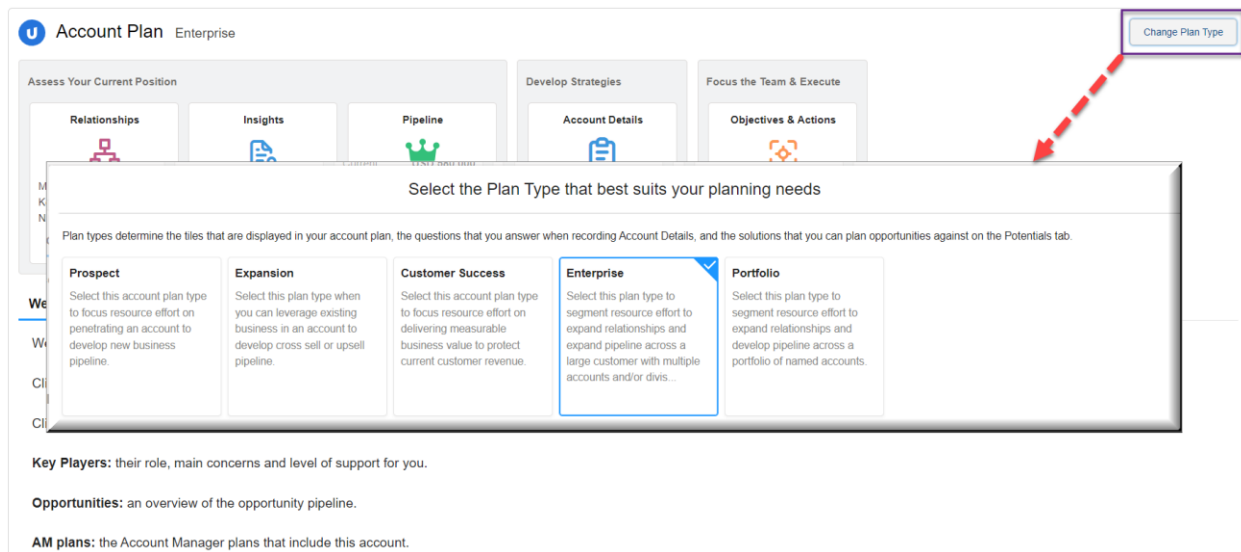 Account Plan Enterprise
Change Plan Type
Assess Your Current Position
Develop Strategies
Focus the Team & Execute
Relationships
Insights
Pipeline
Account Details
Objectives & Actions
Select the Plan Type that best suits your planning needs
Plan types determine the tiles that are displayed in your account plan, the questions that you answer when recording Account Details, and the solutions that you can plan opportunities against on the Potentials tab.
Prospect
Select this account plan type
to focus resource effort on
penetrating an account to
develop new business
pipeline.
Expansion
Select this plan type when
you can leverage existing
business in an account to
develop cross sell or upsell
pipeline.
Customer Success
Select this account plan type
to focus resource effort on
delivering measurable
business value to protect
current customer revenue.
Enterprise
Select this plan type to
segment resource effort to
expand relationships and
expand pipeline across a
large customer with multiple
accounts and/or divis...
Portfolio
Select this plan type to
segment resource effort to
expand relationships and
develop pipeline across a
portfolio of named accounts.
Key Players: their role, main concerns and level of support for you.
Opportunities: an overview of the opportunity pipeline.
AM plans: the Account Manager plans that include this account.